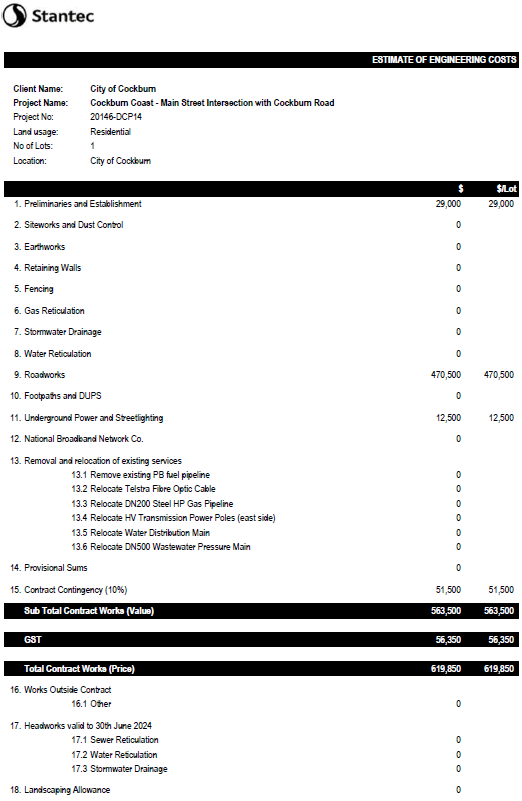 Stantec
ESTIMATE OF ENGINEERING COSTS
Client Name: City of Cockburn
Project Name: Cockburn Coast - Main Street Intersection with Cockburn Road
Project No: 20146-DCP14
Land usage: Residential
No of Lots: 1
Location: City of Cockburn
$ $/Lot
1. Preliminaries and Establishment 29,000 29,000
2. Siteworks and Dust Control 0
3. Earthworks 0
4. Retaining Walls 0
5. Fencing 0
6. Gas Reticulation 0
7. Stormwater Drainage 0
8. Water Reticulation 0
9. Roadworks 470,500 470,500
10. Footpaths and DUPS 0
11. Underground Power and Streetlighting 12,500 12,500
12. National Broadband Network Co. 0
13. Removal and relocation of existing services
13.1 Remove existing PB fuel pipeline 0
13.2 Relocate Telstra Fibre Optic Cable 0
13.3 Relocate DN200 Steel HP Gas Pipeline 0
13.4 Relocate HV Transmission Power Poles (east side) 0
13.5 Relocate Water Distribution Main 0
13.6 Relocate DN500 Wastewater Pressure Main 0
14. Provisional Sums 0
15. Contract Contingency (10%) 51,500 51,500
Sub Total Contract Works (Value) 563,500 563,500
GST 56,350 56,350
Total Contract Works (Price) 619,850 619,850
16. Works Outside Contract
16.1 Other 0
17. Headworks valid to 30th June 2024
17.1 Sewer Reticulation 0
17.2 Water Reticulation 0
17.3 Stormwater Drainage 0
18. Landscaping Allowance 0